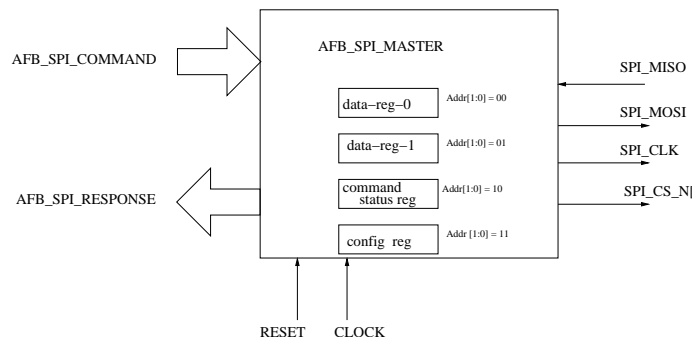 AFB_SPI_MASTER
AFB_SPI_COMMAND
SPI_MISO
data-reg-0
Addr[1:0] = 00
SPI_MOSI
data-reg-1
Addr[1:0] = 01
SPI_CLK
command
status reg
Addr[1:0] = 10
SPI_CS_N|
AFB_SPI_RESPONSE
config reg
Addr [1:0] = 11
RESET
CLOCK